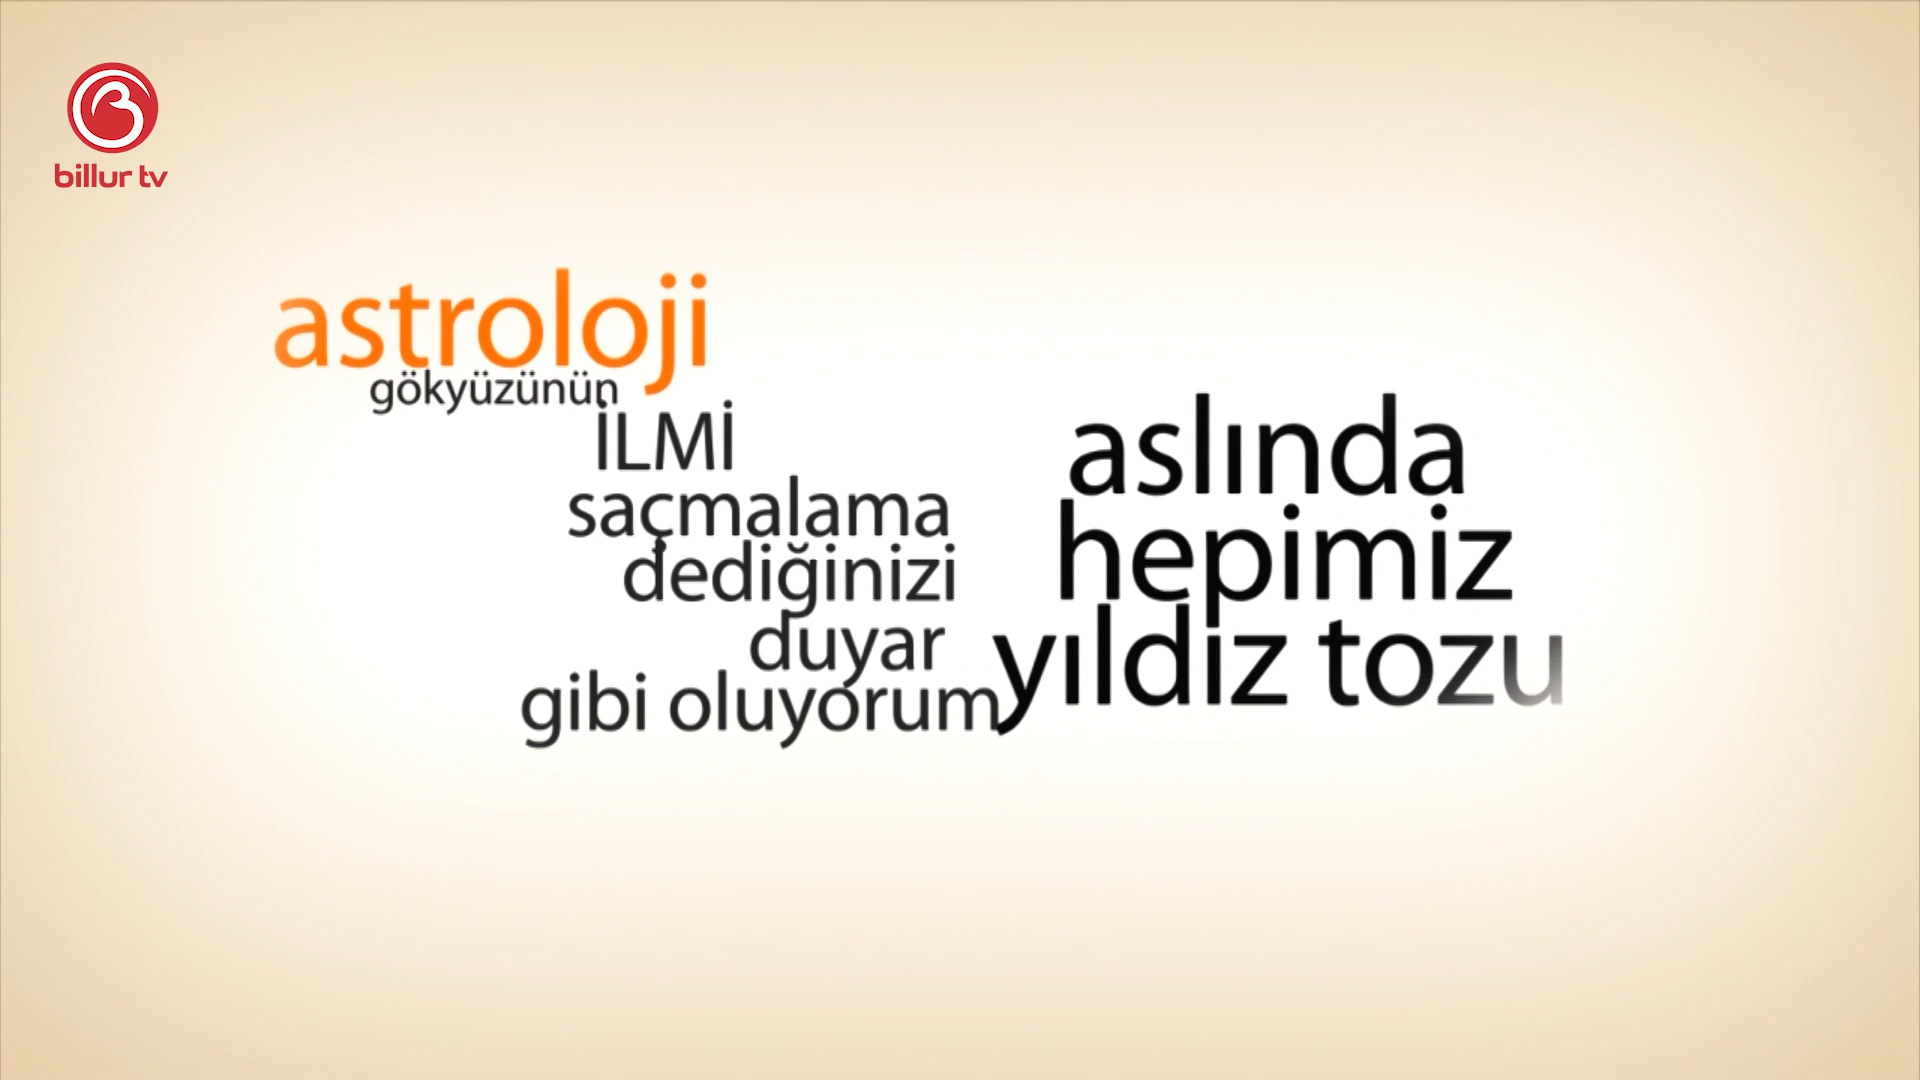 billur tv
astroloji
gökyüzünün
İLMİ
saçmalama
dediğinizi
duyar
gibi oluyorum
aslında
hepimiz
yıldız tozu